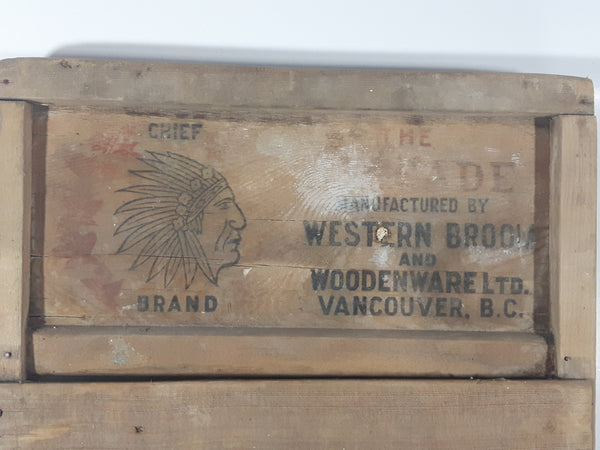 CHIEF
BRAND
THE
MANUFACTURED BY
WESTERN BROOM
AND
WOODENWARE LTD.
VANCOUVER, B.C.